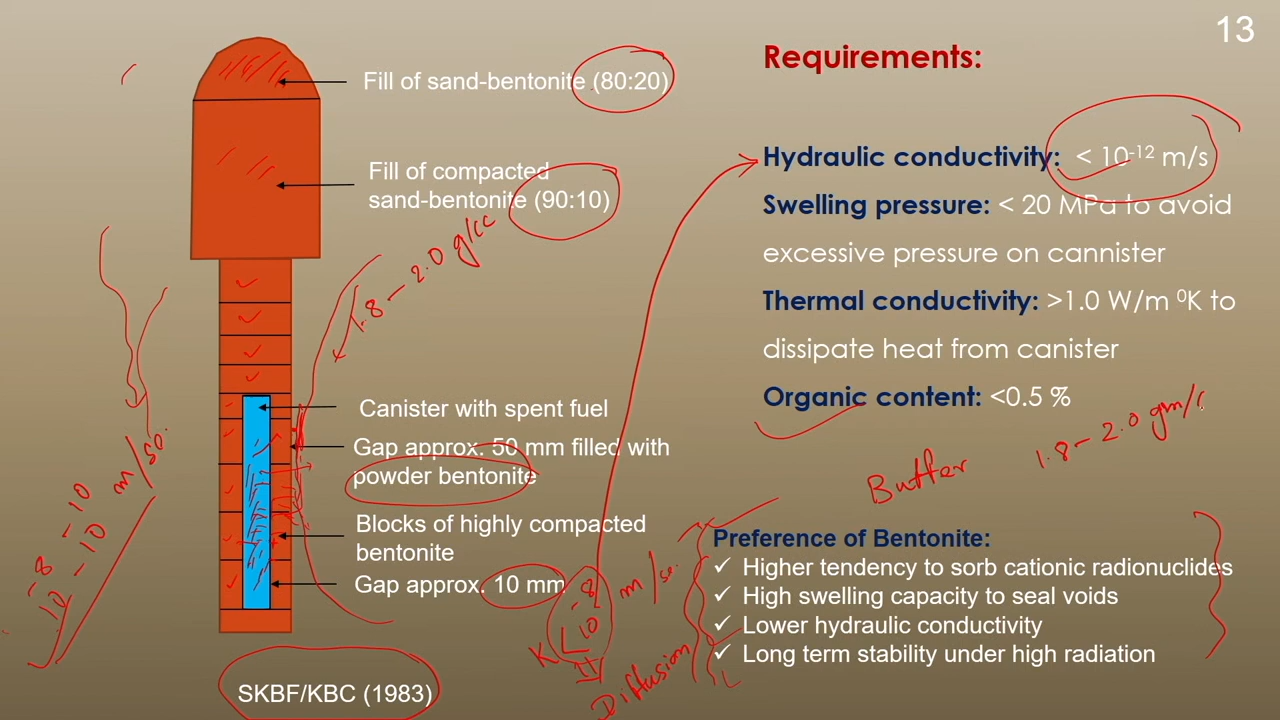 13
Fill of sand-bentonite (80:20)
Fill of compacted
sand-bentonite (90:10)
1.8 - 2.0 g/cc
Canister with spent fuel
Gap approx. 50 mm filled with
powder bentonite
Blocks of highly compacted
bentonite
Gap approx. 10 mm
10^-8 - 10^-10 m/se.
K < 10^-8 m/se.
Diffusion
SKBF/KBC (1983)
Requirements:
Hydraulic conductivity: < 10^-12 m/s
Swelling pressure: < 20 MPa to avoid
excessive pressure on cannister
Thermal conductivity: >1.0 W/m ^0K to
dissipate heat from canister
Organic content: <0.5 %
Buffer 1.8 - 2.0 gm/c
Preference of Bentonite:
✓ Higher tendency to sorb cationic radionuclides
✓ High swelling capacity to seal voids
✓ Lower hydraulic conductivity
✓ Long term stability under high radiation